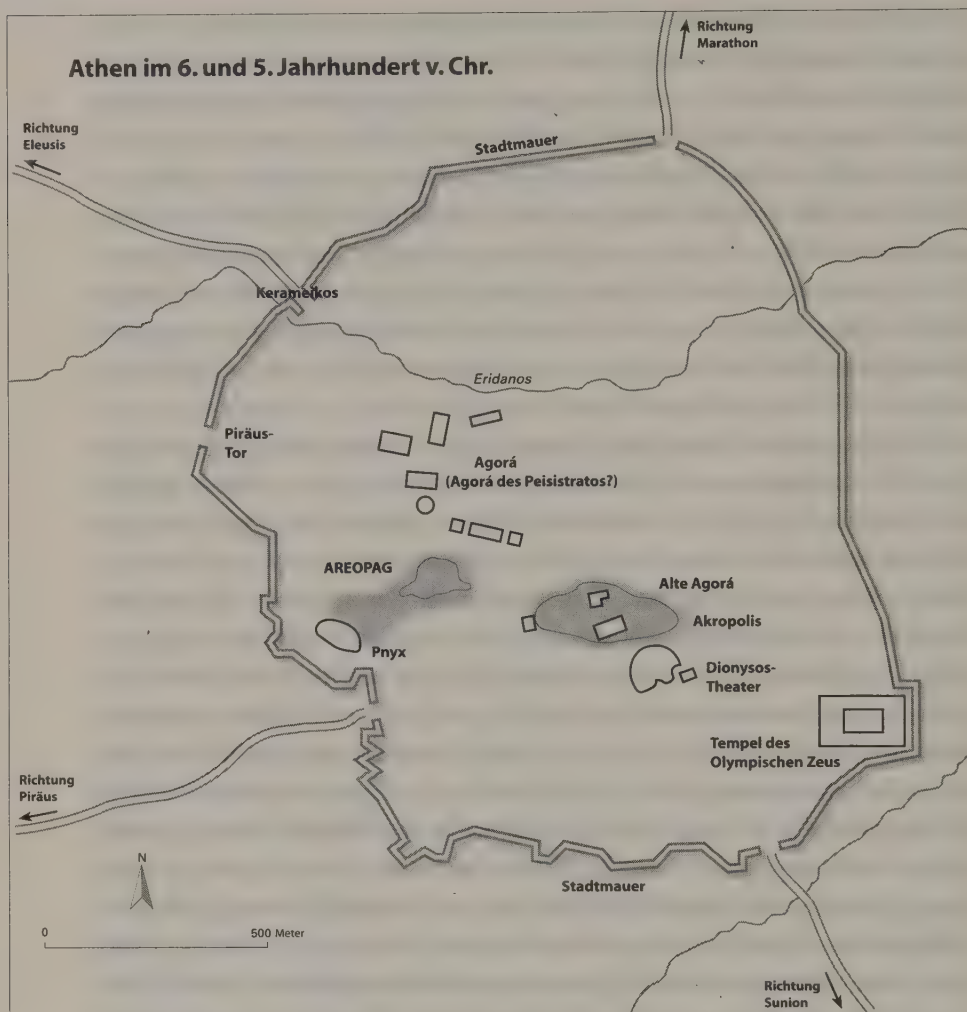 Athen im 6. und 5. Jahrhundert v. Chr.
Richtung
Marathon
Richtung
Eleusis
Stadtmauer
Kerameikos
Eridanos
Piräus-
Tor
Agorá
(Agorá des Peisistratos?)
AREOPAG
Alte Agorá
Akropolis
Pnyx
Dionysos-
Theater
Tempel des
Olympischen Zeus
Richtung
Piräus
N
0
500 Meter
Stadtmauer
Richtung
Sunion